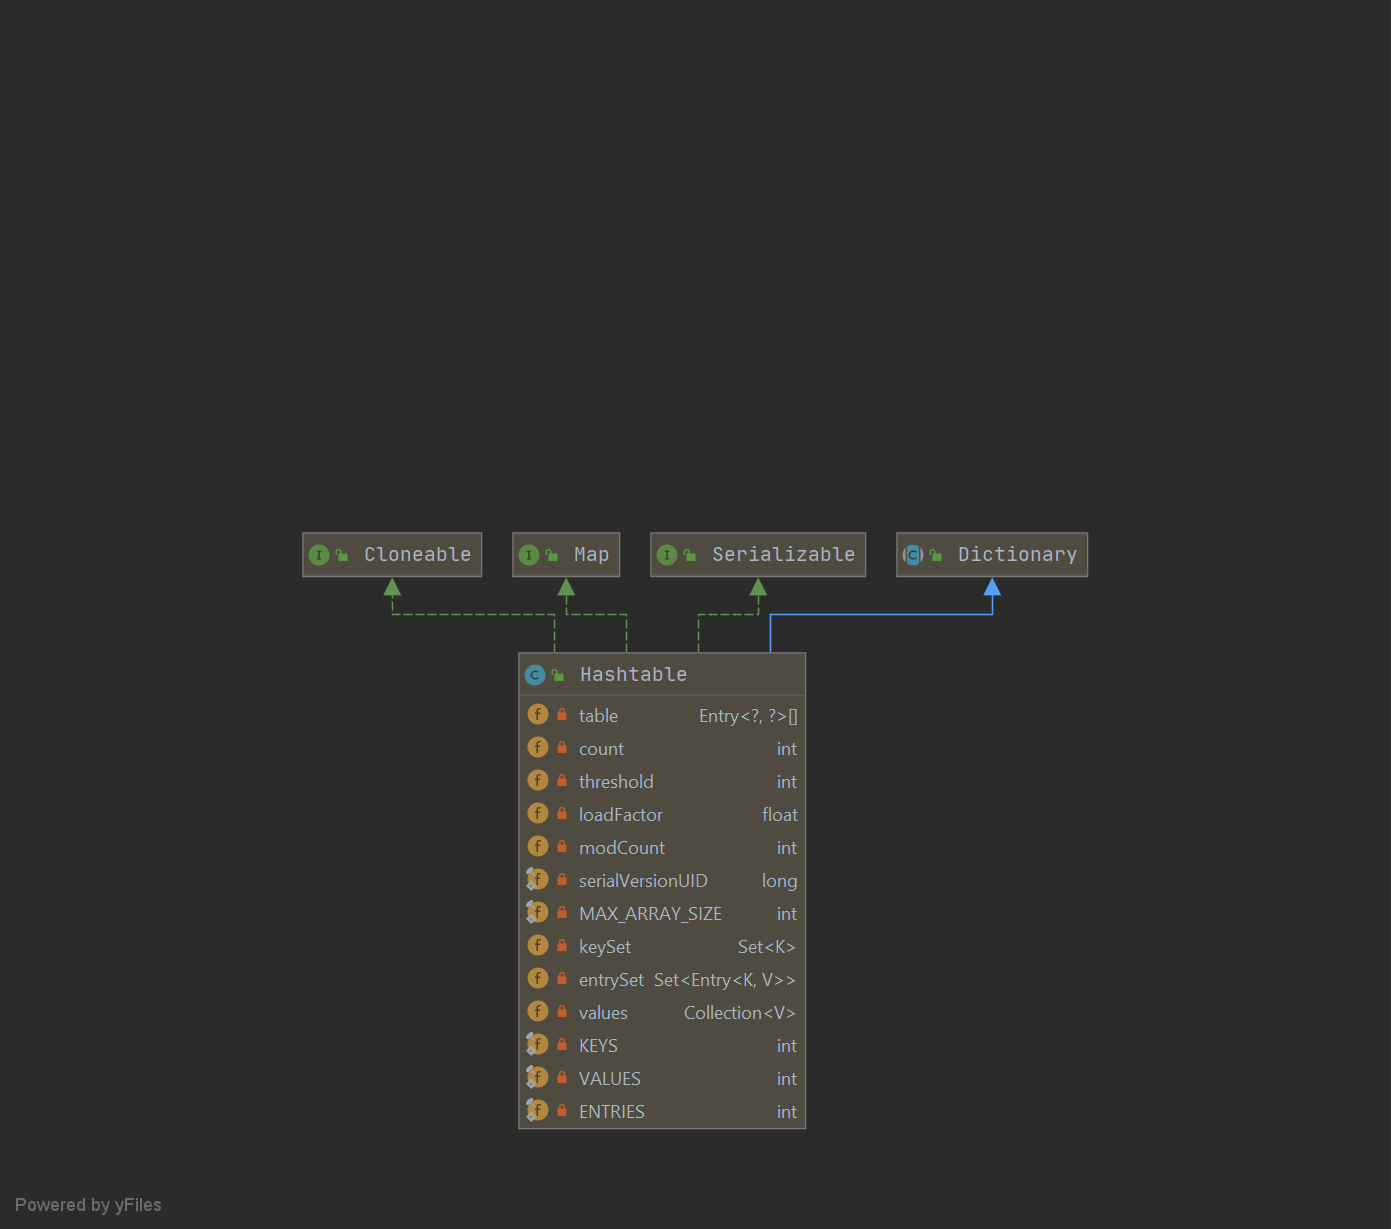 Cloneable
Map
Serializable
Dictionary
Hashtable
table Entry<?, ?>[]
count int
threshold int
loadFactor float
modCount int
serialVersionUID long
MAX_ARRAY_SIZE int
keySet Set<K>
entrySet Set<Entry<K, V>>
values Collection<V>
KEYS int
VALUES int
ENTRIES int
Powered by yFiles